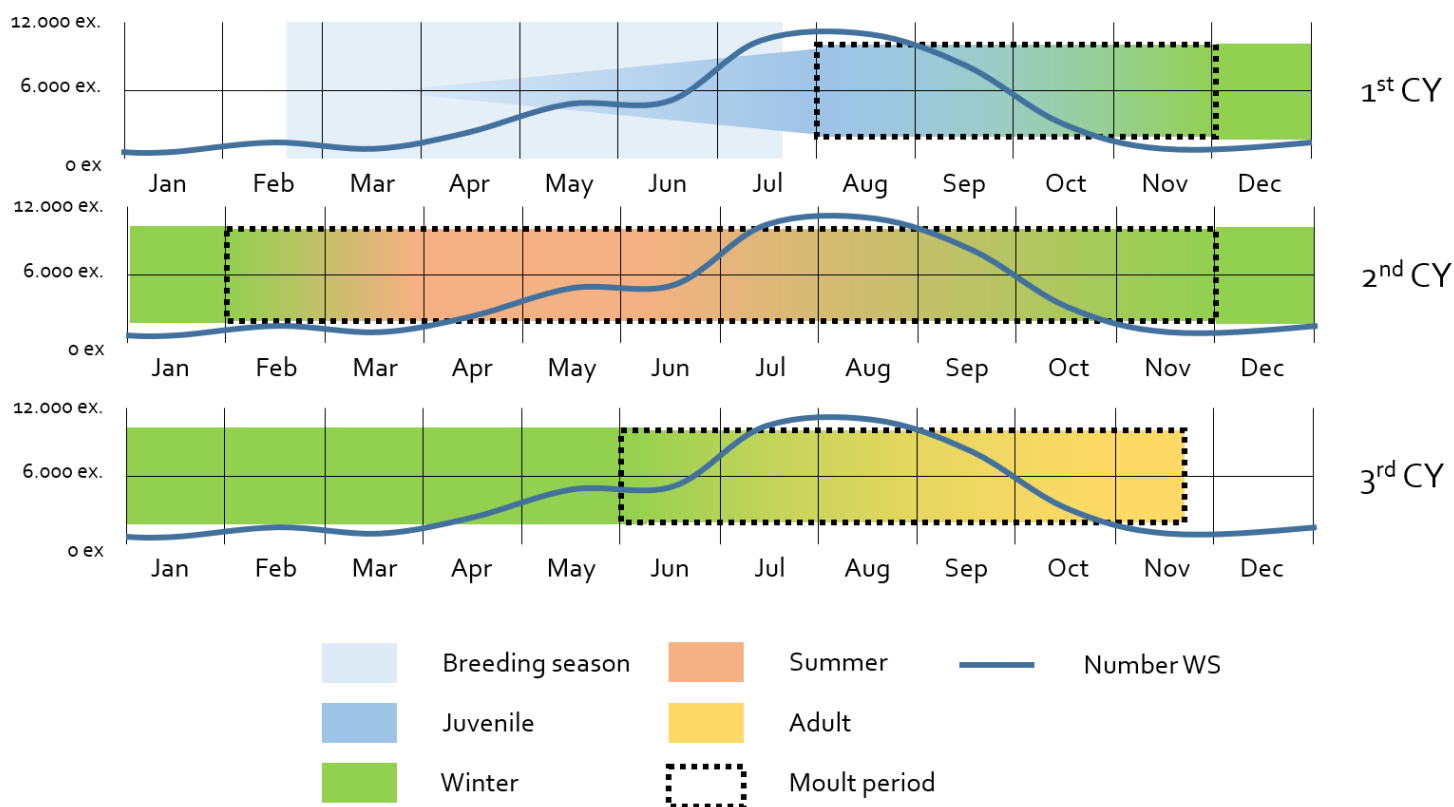 12.000 ex.
6.000 ex.
0 ex
Jan Feb Mar Apr May Jun Jul Aug Sep Oct Nov Dec
1st CY
12.000 ex.
6.000 ex.
0 ex
Jan Feb Mar Apr May Jun Jul Aug Sep Oct Nov Dec
2nd CY
12.000 ex.
6.000 ex.
0 ex
Jan Feb Mar Apr May Jun Jul Aug Sep Oct Nov Dec
3rd CY
Breeding season Summer Number WS
Juvenile Adult
Winter Moult period